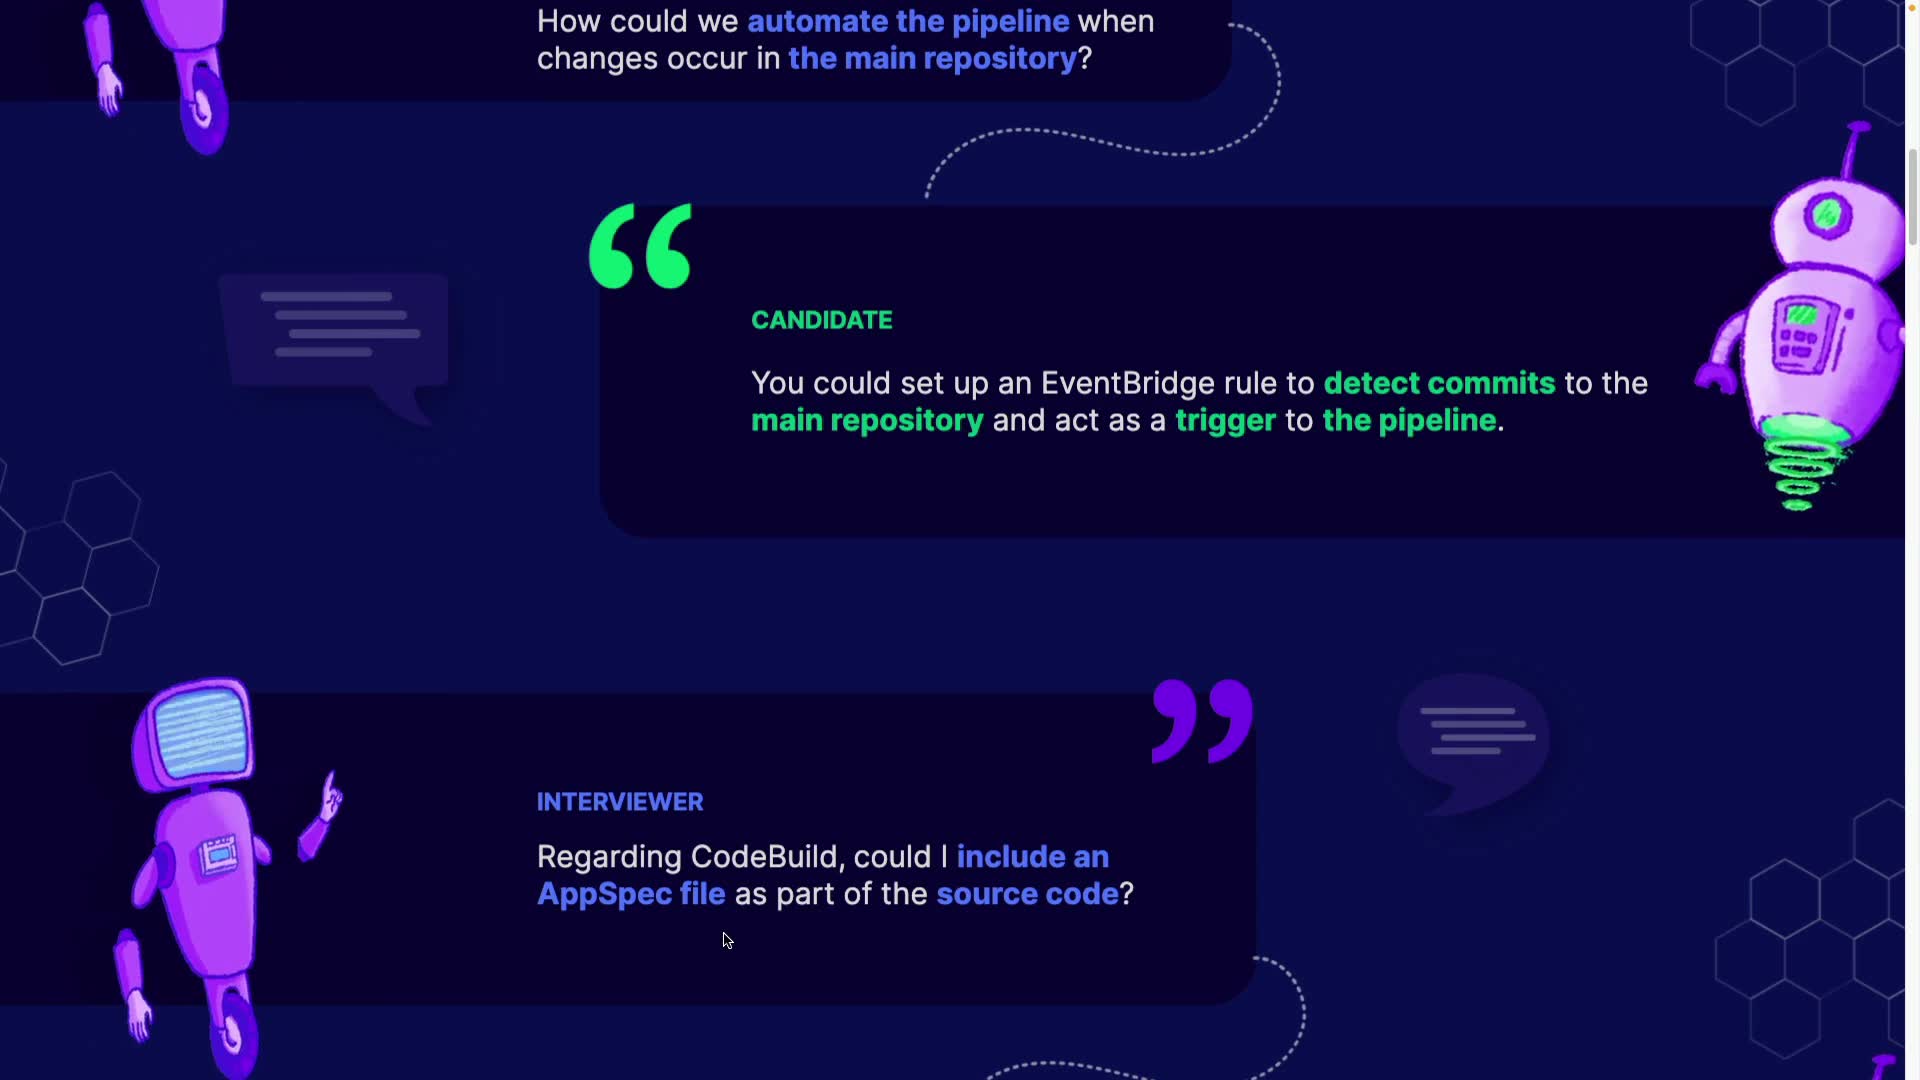 How could we automate the pipeline when
changes occur in the main repository?
CANDIDATE
You could set up an EventBridge rule to detect commits to the
main repository and act as a trigger to the pipeline.
INTERVIEWER
Regarding CodeBuild, could I include an
AppSpec file as part of the source code?